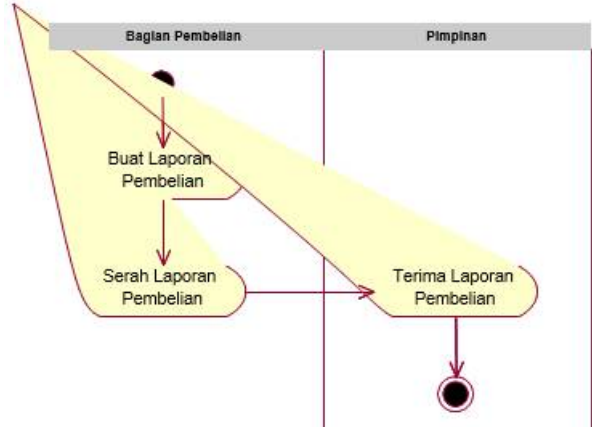 Bagian Pembelian
Pimpinan
Buat Laporan
Pembelian
Serah Laporan
Pembelian
Terima Laporan
Pembelian